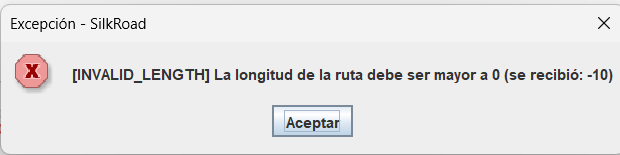 Excepción - SilkRoad
[INVALID_LENGTH] La longitud de la ruta debe ser mayor a 0 (se recibió: -10)
Aceptar